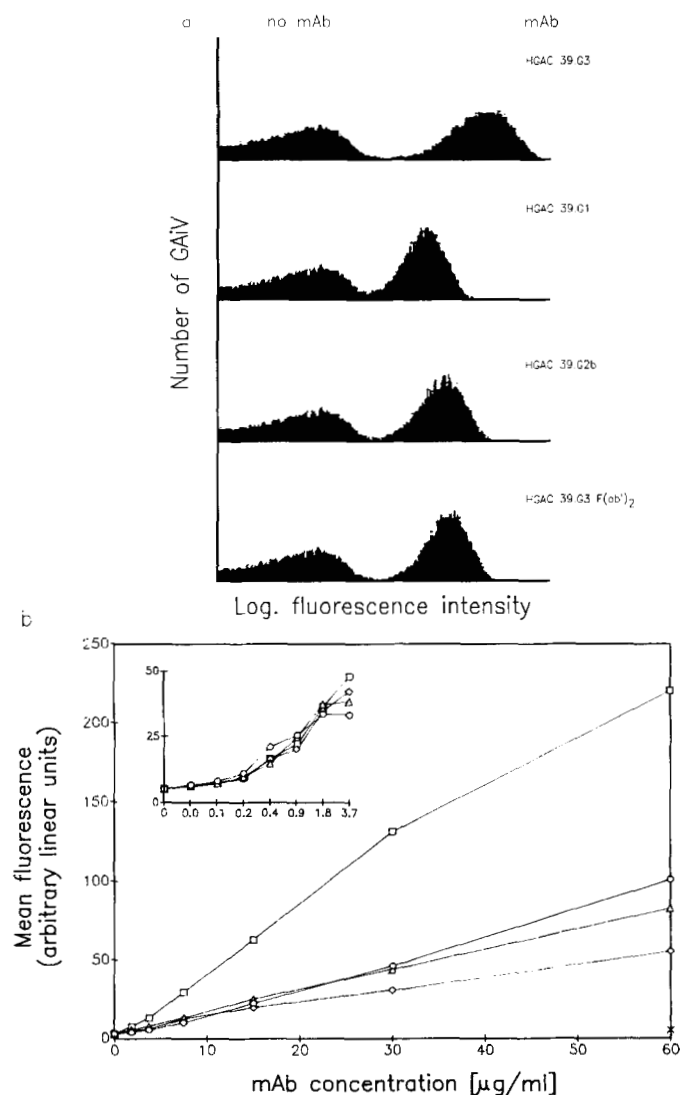 a no mAb mAb
HGAC 39.G3
HGAC 39.G1
HGAC 39.G2b
HGAC 39.G3 F(ab')2
Number of GAiV
Log. fluorescence intensity
b
250
200
150
100
50
0
50
25
0
0 0.0 0.1 0.2 0.4 0.9 1.8 3.7
Mean fluorescence
(arbitrary linear units)
0 10 20 30 40 50 60
mAb concentration [µg/ml]